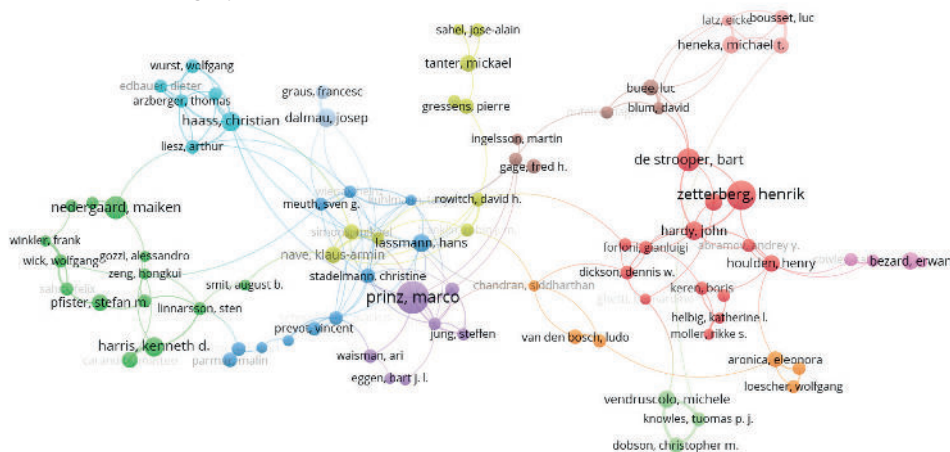 sahel, jose-alain
latz, eicke
bousset, luc
heneka, michael t.
wurst, wolfgang
tanter, mickael
edbauer, dieter
graus, francesc
buee, luc
arzberger, thomas
haass, christian
dalmau, josep
gressens, pierre
blum, david
liesz, arthur
ingelsson, martin
gage, fred h.
de strooper, bart
nedergaard, maiken
meuth, sven g.
rowitch, david h.
zetterberg, henrik
winkler, frank
gozzi, alessandro
lassmann, hans
hardy, john
wick, wolfgang
nave, klaus-armin
forloni, gianluigi
abramov, andrey y.
zeng, hongkui
stadelmann, christine
dickson, dennis w.
houlden, henry
bezard, erwan
smit, august b.
chandran, siddharthan
pfister, stefan m.
linnarsson, sten
prinz, marco
keren, boris
prevot, vincent
jung, steffen
van den bosch, ludo
helbig, katherine l.
moller, rikke s.
harris, kenneth d.
waisman, ari
parmar, malin
eggen, bart j. l.
aronica, eleonora
loescher, wolfgang
vendruscolo, michele
knowles, tuomas p. j.
dobson, christopher m.